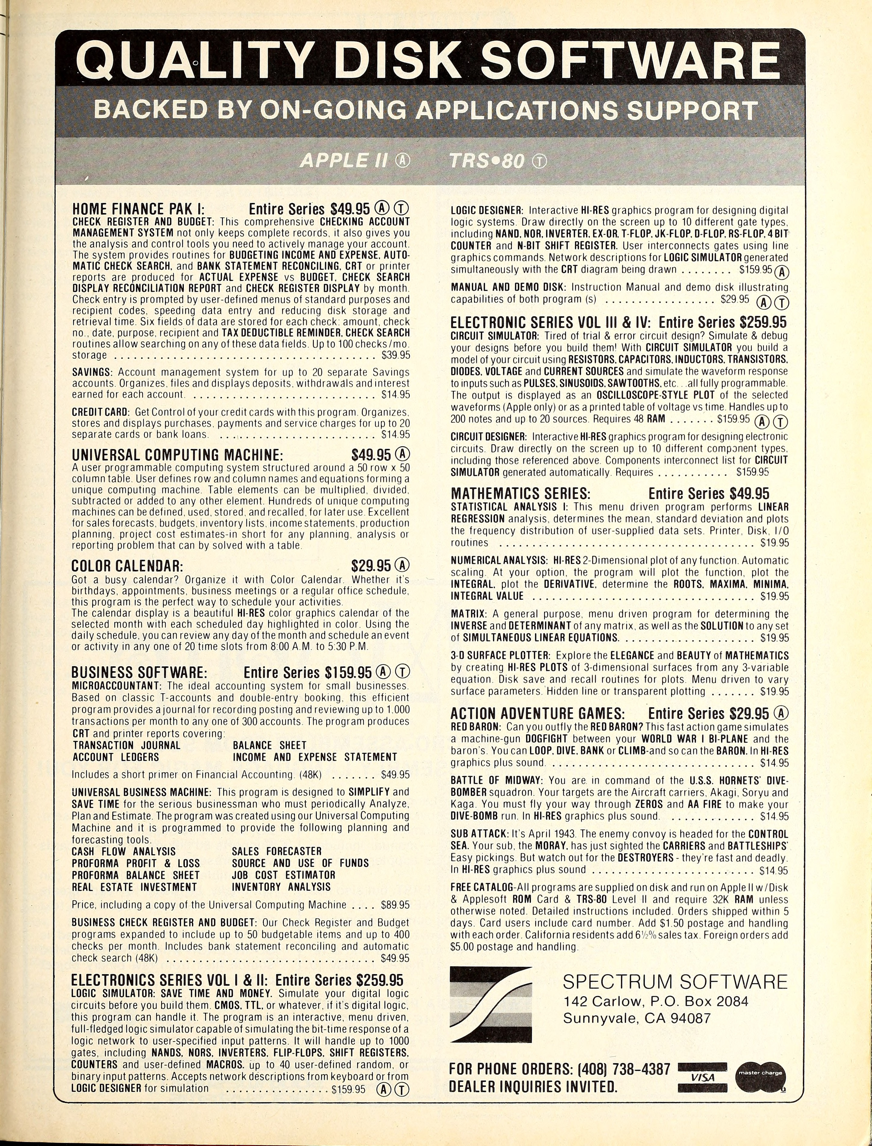 QUALITY DISK SOFTWARE
BACKED BY ON-GOING APPLICATIONS SUPPORT
APPLE II Ⓐ TRS•80 Ⓣ
HOME FINANCE PAK I: Entire Series $49.95 Ⓐ Ⓣ
CHECK REGISTER AND BUDGET: This comprehensive CHECKING ACCOUNT
MANAGEMENT SYSTEM not only keeps complete records, it also gives you
the analysis and control tools you need to actively manage your account.
The system provides routines for BUDGETING INCOME AND EXPENSE, AUTO-
MATIC CHECK SEARCH, and BANK STATEMENT RECONCILING, CRT or printer
reports are produced for ACTUAL EXPENSE vs BUDGET, CHECK SEARCH
DISPLAY RECONCILIATION REPORT and CHECK REGISTER DISPLAY by month.
Check entry is prompted by user-defined menus of standard purposes and
recipient codes, speeding data entry and reducing disk storage and
retrieval time. Six fields of data are stored for each check: amount, check
no., date, purpose, recipient and TAX DEDUCTIBLE REMINDER, CHECK SEARCH
routines allow searching on any of these data fields. Up to 100 checks/mo.
storage . . . . . . . . . . . . . . . . . . . . . . . . . . . . . . . . . . . . . . . . $39.95
SAVINGS: Account management system for up to 20 separate Savings
accounts. Organizes, files and displays deposits, withdrawals and interest
earned for each account. . . . . . . . . . . . . . . . . . . . . . . . . . . . $14.95
CREDIT CARD: Get Control of your credit cards with this program. Organizes,
stores and displays purchases, payments and service charges for up to 20
separate cards or bank loans. . . . . . . . . . . . . . . . . . . . . . . . $14.95
UNIVERSAL COMPUTING MACHINE: $49.95 Ⓐ
A user programmable computing system structured around a 50 row x 50
column table. User defines row and column names and equations forming a
unique computing machine. Table elements can be multiplied, divided,
subtracted or added to any other element. Hundreds of unique computing
machines can be defined, used, stored, and recalled, for later use. Excellent
for sales forecasts, budgets, inventory lists, income statements, production
planning, project cost estimates-in short for any planning, analysis or
reporting problem that can by solved with a table.
COLOR CALENDAR: $29.95 Ⓐ
Got a busy calendar? Organize it with Color Calendar. Whether it's
birthdays, appointments, business meetings or a regular office schedule,
this program is the perfect way to schedule your activities.
The calendar display is a beautiful HI-RES color graphics calendar of the
selected month with each scheduled day highlighted in color. Using the
daily schedule, you can review any day of the month and schedule an event
or activity in any one of 20 time slots from 8:00 A.M. to 5:30 P.M.
BUSINESS SOFTWARE: Entire Series $159.95 Ⓐ Ⓣ
MICROACCOUNTANT: The ideal accounting system for small businesses.
Based on classic T-accounts and double-entry booking, this efficient
program provides a journal for recording posting and reviewing up to 1,000
transactions per month to any one of 300 accounts. The program produces
CRT and printer reports covering:
TRANSACTION JOURNAL BALANCE SHEET
ACCOUNT LEDGERS INCOME AND EXPENSE STATEMENT
Includes a short primer on Financial Accounting. (48K) . . . . . . . $49.95
UNIVERSAL BUSINESS MACHINE: This program is designed to SIMPLIFY and
SAVE TIME for the serious businessman who must periodically Analyze,
Plan and Estimate. The program was created using our Universal Computing
Machine and it is programmed to provide the following planning and
forecasting tools.
CASH FLOW ANALYSIS SALES FORECASTER
PROFORMA PROFIT & LOSS SOURCE AND USE OF FUNDS
PROFORMA BALANCE SHEET JOB COST ESTIMATOR
REAL ESTATE INVESTMENT INVENTORY ANALYSIS
Price, including a copy of the Universal Computing Machine . . . . $89.95
BUSINESS CHECK REGISTER AND BUDGET: Our Check Register and Budget
programs expanded to include up to 50 budgetable items and up to 400
checks per month. Includes bank statement reconciling and automatic
check search (48K) . . . . . . . . . . . . . . . . . . . . . . . . . . . . . . . $49.95
ELECTRONICS SERIES VOL I & II: Entire Series $259.95
LOGIC SIMULATOR: SAVE TIME AND MONEY. Simulate your digital logic
circuits before you build them. CMOS, TTL, or whatever, if it's digital logic,
this program can handle it. The program is an interactive, menu driven,
full-fledged logic simulator capable of simulating the bit-time response of a
logic network to user-specified input patterns. It will handle up to 1000
gates, including NANDS, NORS, INVERTERS, FLIP-FLOPS, SHIFT REGISTERS,
COUNTERS and user-defined MACROS. up to 40 user-defined random, or
binary input patterns. Accepts network descriptions from keyboard or from
LOGIC DESIGNER for simulation . . . . . . . . . . . . . . . $159.95 Ⓐ Ⓣ
LOGIC DESIGNER: Interactive HI-RES graphics program for designing digital
logic systems. Draw directly on the screen up to 10 different gate types,
including NAND, NOR, INVERTER, EX-OR, T-FLOP, JK-FLOP, D-FLOP, RS-FLOP, 4 BIT
COUNTER and N-BIT SHIFT REGISTER. User interconnects gates using line
graphics commands. Network descriptions for LOGIC SIMULATOR generated
simultaneously with the CRT diagram being drawn . . . . . . . . $159.95 Ⓐ
MANUAL AND DEMO DISK: Instruction Manual and demo disk illustrating
capabilities of both program (s) . . . . . . . . . . . . . . . . $29.95 Ⓐ Ⓣ
ELECTRONIC SERIES VOL III & IV: Entire Series $259.95
CIRCUIT SIMULATOR: Tired of trial & error circuit design? Simulate & debug
your designs before you build them! With CIRCUIT SIMULATOR you build a
model of your circuit using RESISTORS, CAPACITORS, INDUCTORS, TRANSISTORS,
DIODES, VOLTAGE and CURRENT SOURCES and simulate the waveform response
to inputs such as PULSES, SINUSOIDS, SAWTOOTHS, etc. . . all fully programmable.
The output is displayed as an OSCILLOSCOPE-STYLE PLOT of the selected
waveforms (Apple only) or as a printed table of voltage vs time. Handles up to
200 notes and up to 20 sources. Requires 48 RAM . . . . . . . $159.95 Ⓐ Ⓣ
CIRCUIT DESIGNER: Interactive HI-RES graphics program for designing electronic
circuits. Draw directly on the screen up to 10 different component types,
including those referenced above. Components interconnect list for CIRCUIT
SIMULATOR generated automatically. Requires . . . . . . . . . . . $159.95
MATHEMATICS SERIES: Entire Series $49.95
STATISTICAL ANALYSIS I: This menu driven program performs LINEAR
REGRESSION analysis, determines the mean, standard deviation and plots
the frequency distribution of user-supplied data sets. Printer, Disk, I/O
routines . . . . . . . . . . . . . . . . . . . . . . . . . . . . . . . . . . . . . . . $19.95
NUMERICAL ANALYSIS: HI-RES 2-Dimensional plot of any function. Automatic
scaling. At your option, the program will plot the function, plot the
INTEGRAL, plot the DERIVATIVE, determine the ROOTS, MAXIMA, MINIMA,
INTEGRAL VALUE . . . . . . . . . . . . . . . . . . . . . . . . . . . . . . . . . $19.95
MATRIX: A general purpose, menu driven program for determining the
INVERSE and DETERMINANT of any matrix, as well as the SOLUTION to any set
of SIMULTANEOUS LINEAR EQUATIONS. . . . . . . . . . . . . . . . . . . . $19.95
3-D SURFACE PLOTTER: Explore the ELEGANCE and BEAUTY of MATHEMATICS
by creating HI-RES PLOTS of 3-dimensional surfaces from any 3-variable
equation. Disk save and recall routines for plots. Menu driven to vary
surface parameters. Hidden line or transparent plotting . . . . . . . $19.95
ACTION ADVENTURE GAMES: Entire Series $29.95 Ⓐ
RED BARON: Can you outfly the RED BARON? This fast action game simulates
a machine-gun DOGFIGHT between your WORLD WAR I BI-PLANE and the
baron's. You can LOOP, DIVE, BANK or CLIMB-and so can the BARON. In HI-RES
graphics plus sound. . . . . . . . . . . . . . . . . . . . . . . . . . . . . . . $14.95
BATTLE OF MIDWAY: You are in command of the U.S.S. HORNETS' DIVE-
BOMBER squadron. Your targets are the Aircraft carriers, Akagi, Soryu and
Kaga. You must fly your way through ZEROS and AA FIRE to make your
DIVE-BOMB run. In HI-RES graphics plus sound. . . . . . . . . . . . . $14.95
SUB ATTACK: It's April 1943. The enemy convoy is headed for the CONTROL
SEA. Your sub, the MORAY, has just sighted the CARRIERS and BATTLESHIPS'
Easy pickings. But watch out for the DESTROYERS - they're fast and deadly.
In HI-RES graphics plus sound . . . . . . . . . . . . . . . . . . . . . . . . . $14.95
FREE CATALOG-All programs are supplied on disk and run on Apple II w/Disk
& Applesoft ROM Card & TRS-80 Level II and require 32K RAM unless
otherwise noted. Detailed instructions included. Orders shipped within 5
days. Card users include card number. Add $1.50 postage and handling
with each order. California residents add 6½% sales tax. Foreign orders add
$5.00 postage and handling.
SPECTRUM SOFTWARE
142 Carlow, P.O. Box 2084
Sunnyvale, CA 94087
FOR PHONE ORDERS: (408) 738-4387
DEALER INQUIRIES INVITED.
VISA
master charge